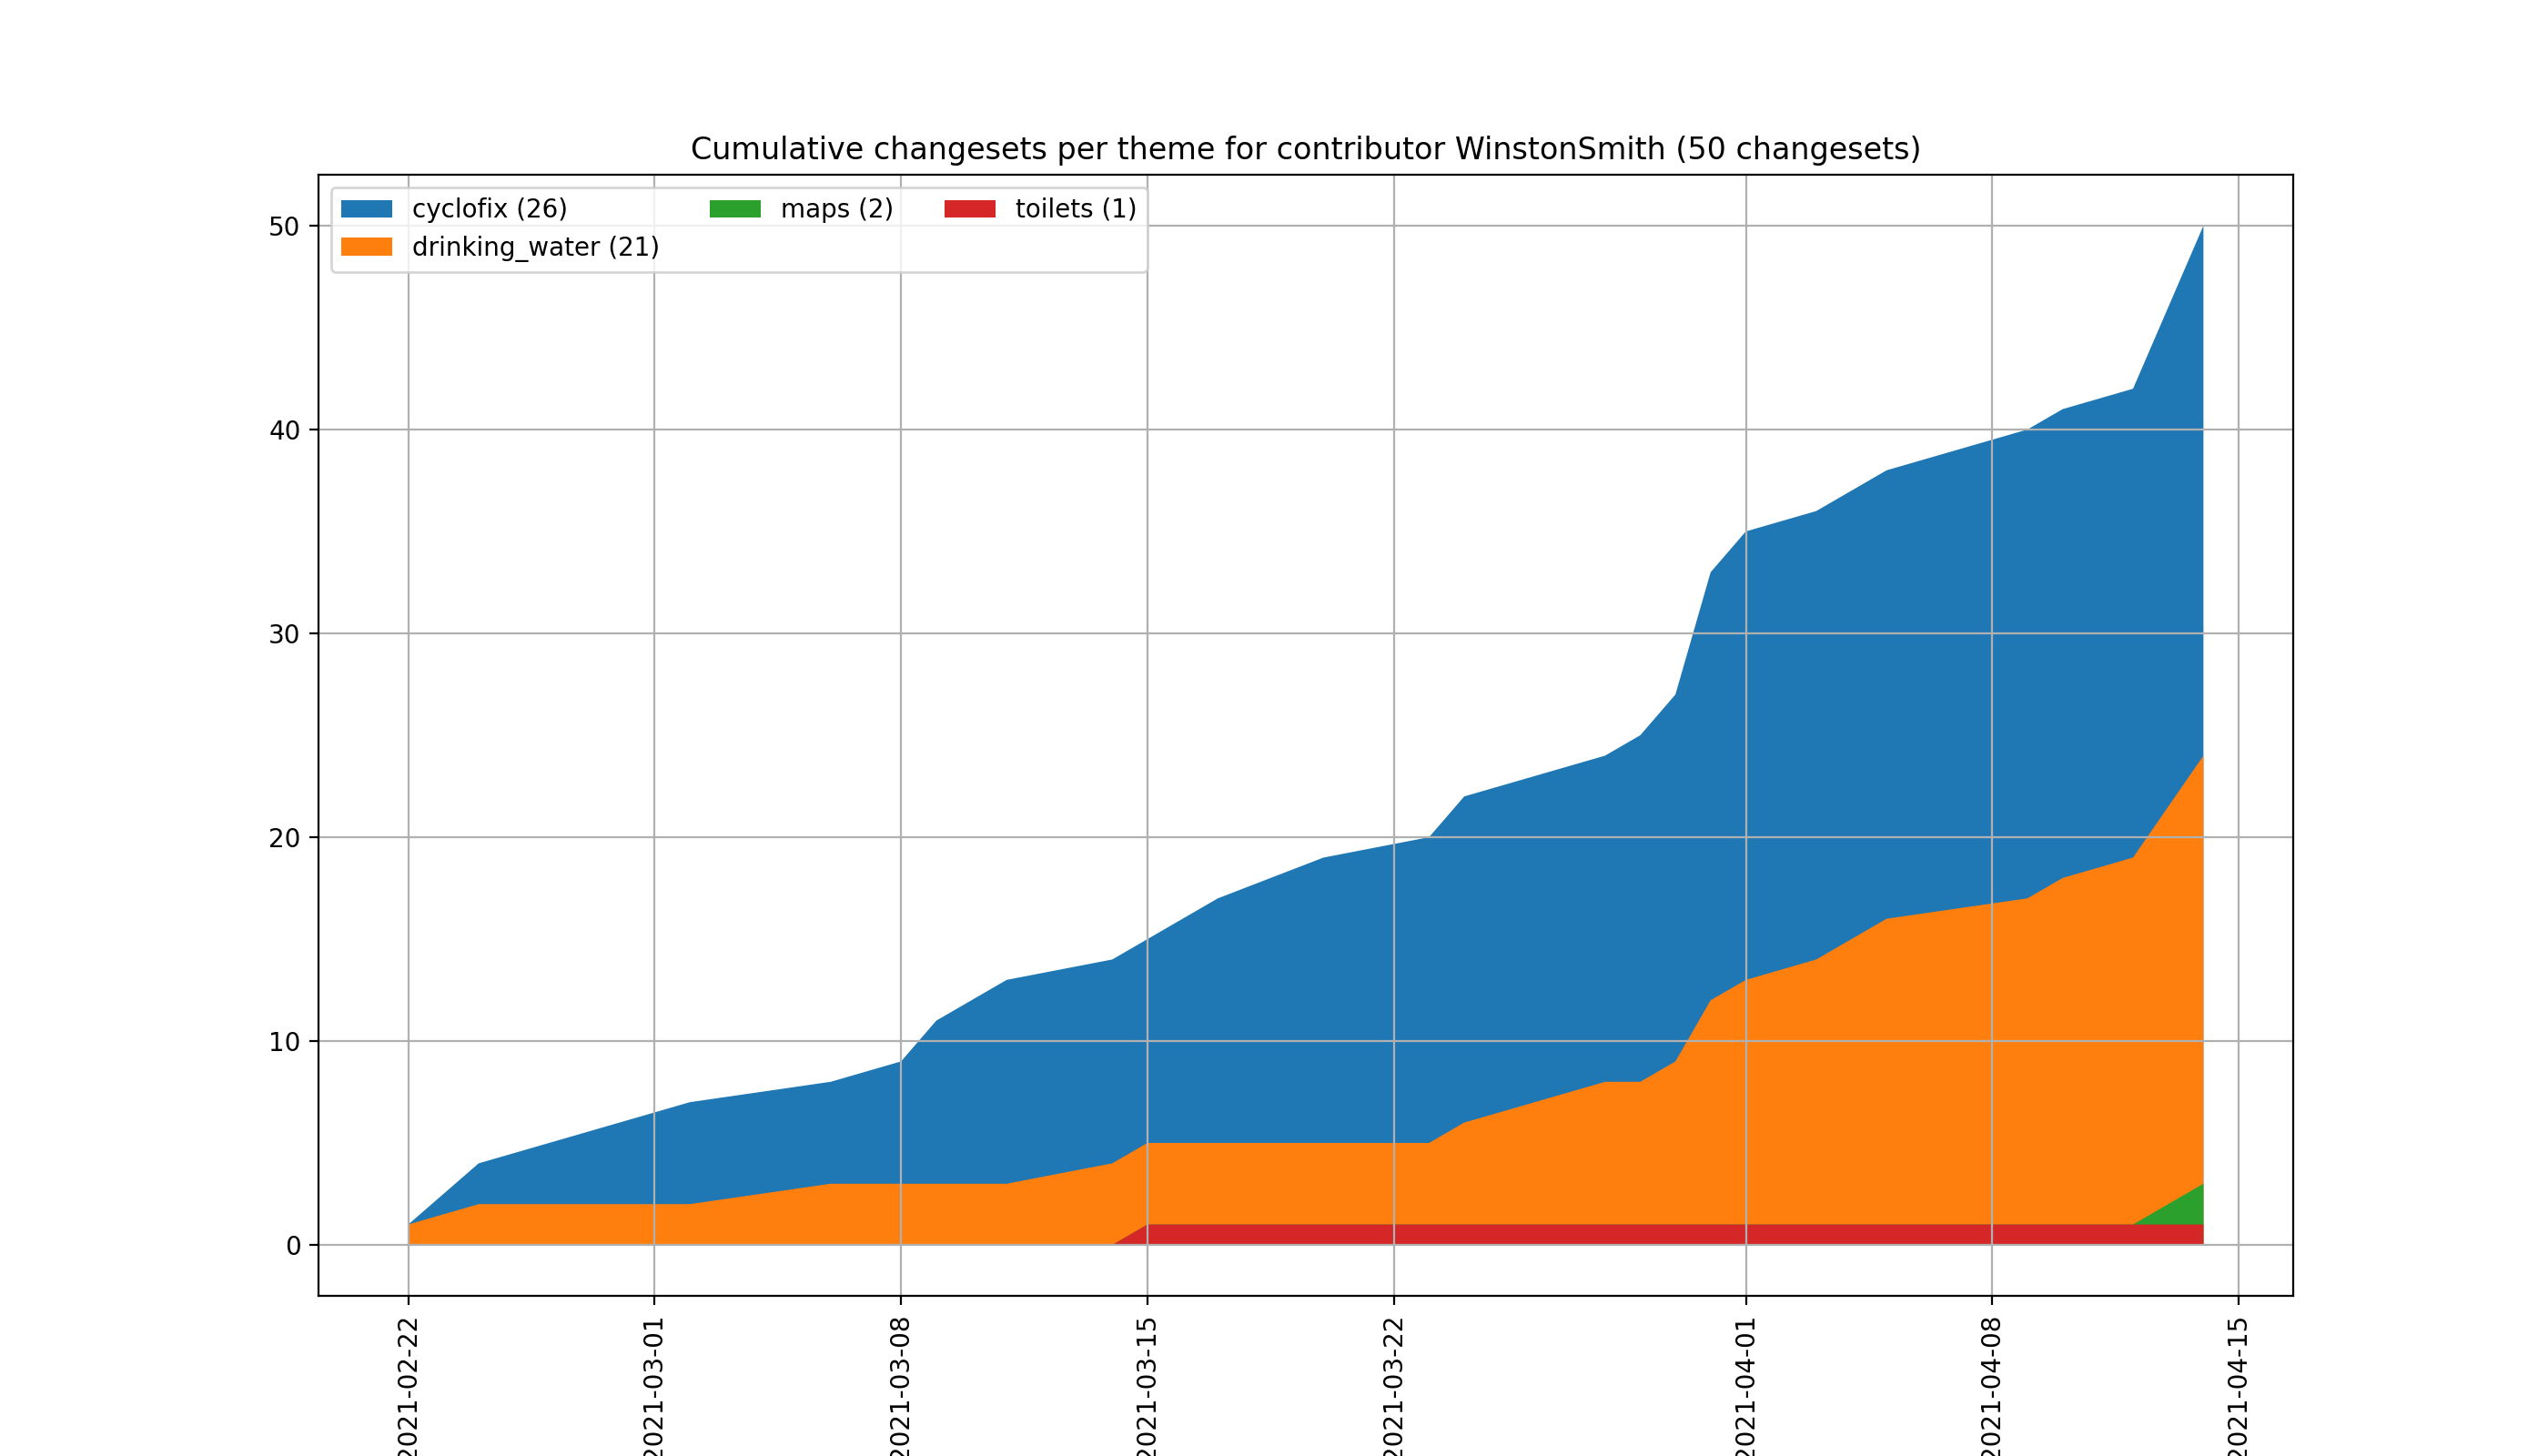 Cumulative changesets per theme for contributor WinstonSmith (50 changesets)
cyclofix (26)
drinking_water (21)
maps (2)
toilets (1)
50
40
30
20
10
0
2021-02-22
2021-03-01
2021-03-08
2021-03-15
2021-03-22
2021-04-01
2021-04-08
2021-04-15